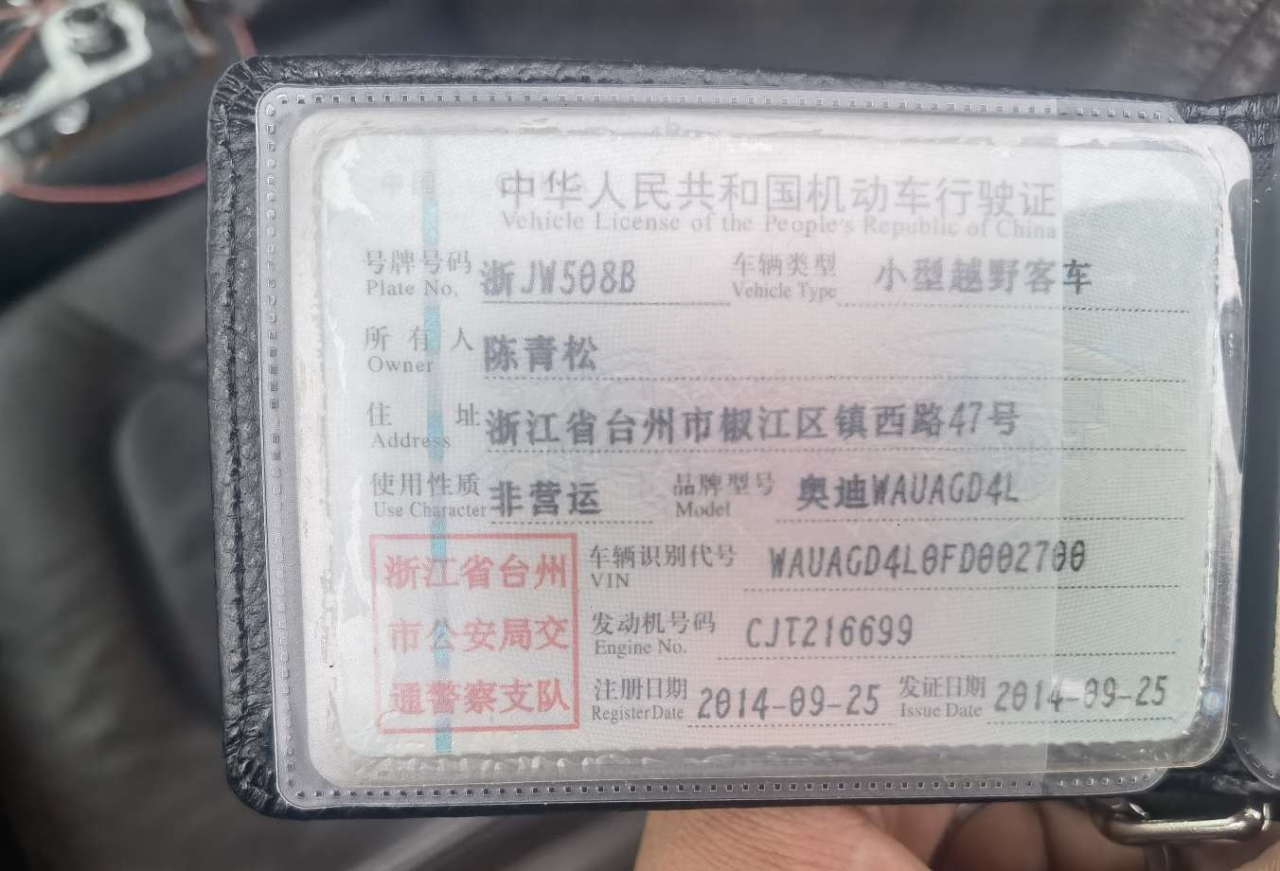 中华人民共和国机动车行驶证
Vehicle License of the People's Republic of China
号牌号码 浙JW508B 车辆类型 小型越野客车
Plate No. Vehicle Type
所有人 陈青松
Owner
住址 浙江省台州市椒江区镇西路47号
Address
使用性质 非营运 品牌型号 奥迪WAUAGD4L
Use Character Model
浙江省台州 车辆识别代号 WAUAGD4L0FD002700
VIN
市公安局交 发动机号码 CJT216699
Engine No.
通警察支队 注册日期 2014-09-25 发证日期 2014-09-25
Register Date Issue Date